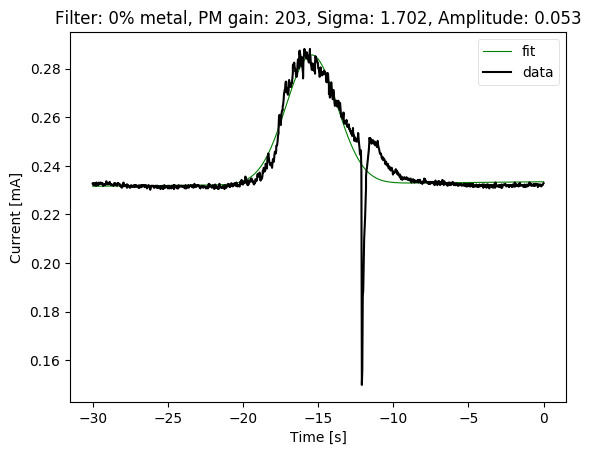 Filter: 0% metal, PM gain: 203, Sigma: 1.702, Amplitude: 0.053
fit
data
0.28
0.26
0.24
0.22
0.20
0.18
0.16
Current [mA]
−30
−25
−20
−15
−10
−5
0
Time [s]